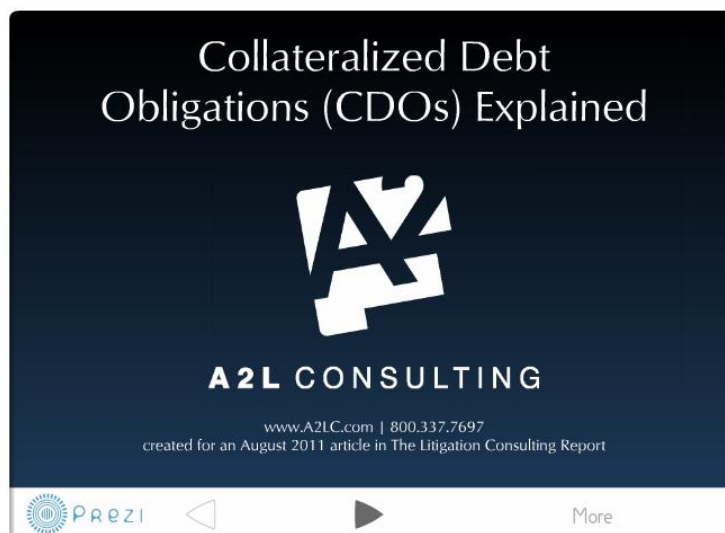 Collateralized Debt
Obligations (CDOs) Explained
A2L
A2L CONSULTING
www.A2LC.com | 800.337.7697
created for an August 2011 article in The Litigation Consulting Report
PREZI
More